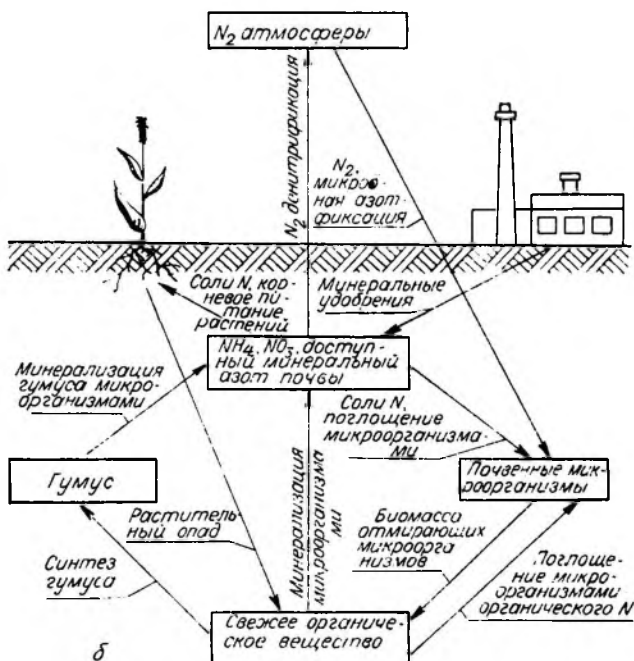 N2 атмосферы
N2 денитрификация
N2,
микроб-
ная азот-
фиксация
Соли N, кор-
невое пи-
тание
растений
Минеральные
удобрения
NH4, NO3, доступ-
ный минеральный
азот почвы
Минерализация
гумуса микро-
организмами
Соли N,
поглощение
микроорганизма-
ми
Гумус
Почвенные мик-
роорганизмы
Раститель-
ный опад
Минерализация
микроорганизма
ми
Биомасса
отмирающих
микроорга
низмов
Синтез
гумуса
Поглоще-
ние микро-
организмами
органического N
Свежее органиче-
ское вещество
б